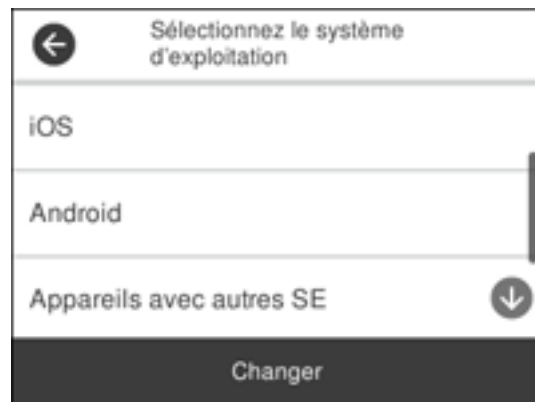 Sélectionnez le système
d'exploitation
iOS
Android
Appareils avec autres SE
Changer